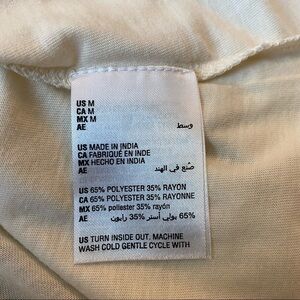 US M
CA M
MX M
AE وسط
US MADE IN INDIA
CA FABRIQUÉ EN INDE
MX HECHO EN INDIA
AE صُنع في الهند
US 65% POLYESTER 35% RAYON
CA 65% POLYESTER 35% RAYONNE
MX 65% poliéster 35% rayón
AE 65% بولي أستر 35% رايون
US TURN INSIDE OUT. MACHINE
WASH COLD GENTLE CYCLE WITH